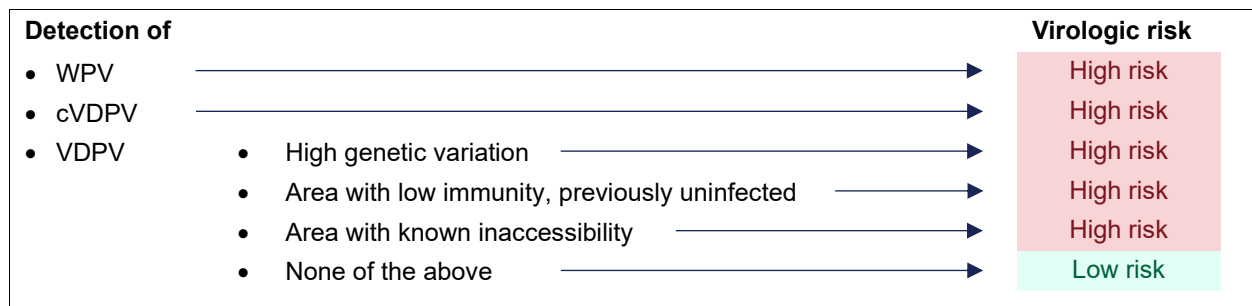 Detection of Virologic risk
• WPV High risk
• cVDPV High risk
• VDPV • High genetic variation High risk
• Area with low immunity, previously uninfected High risk
• Area with known inaccessibility High risk
• None of the above Low risk